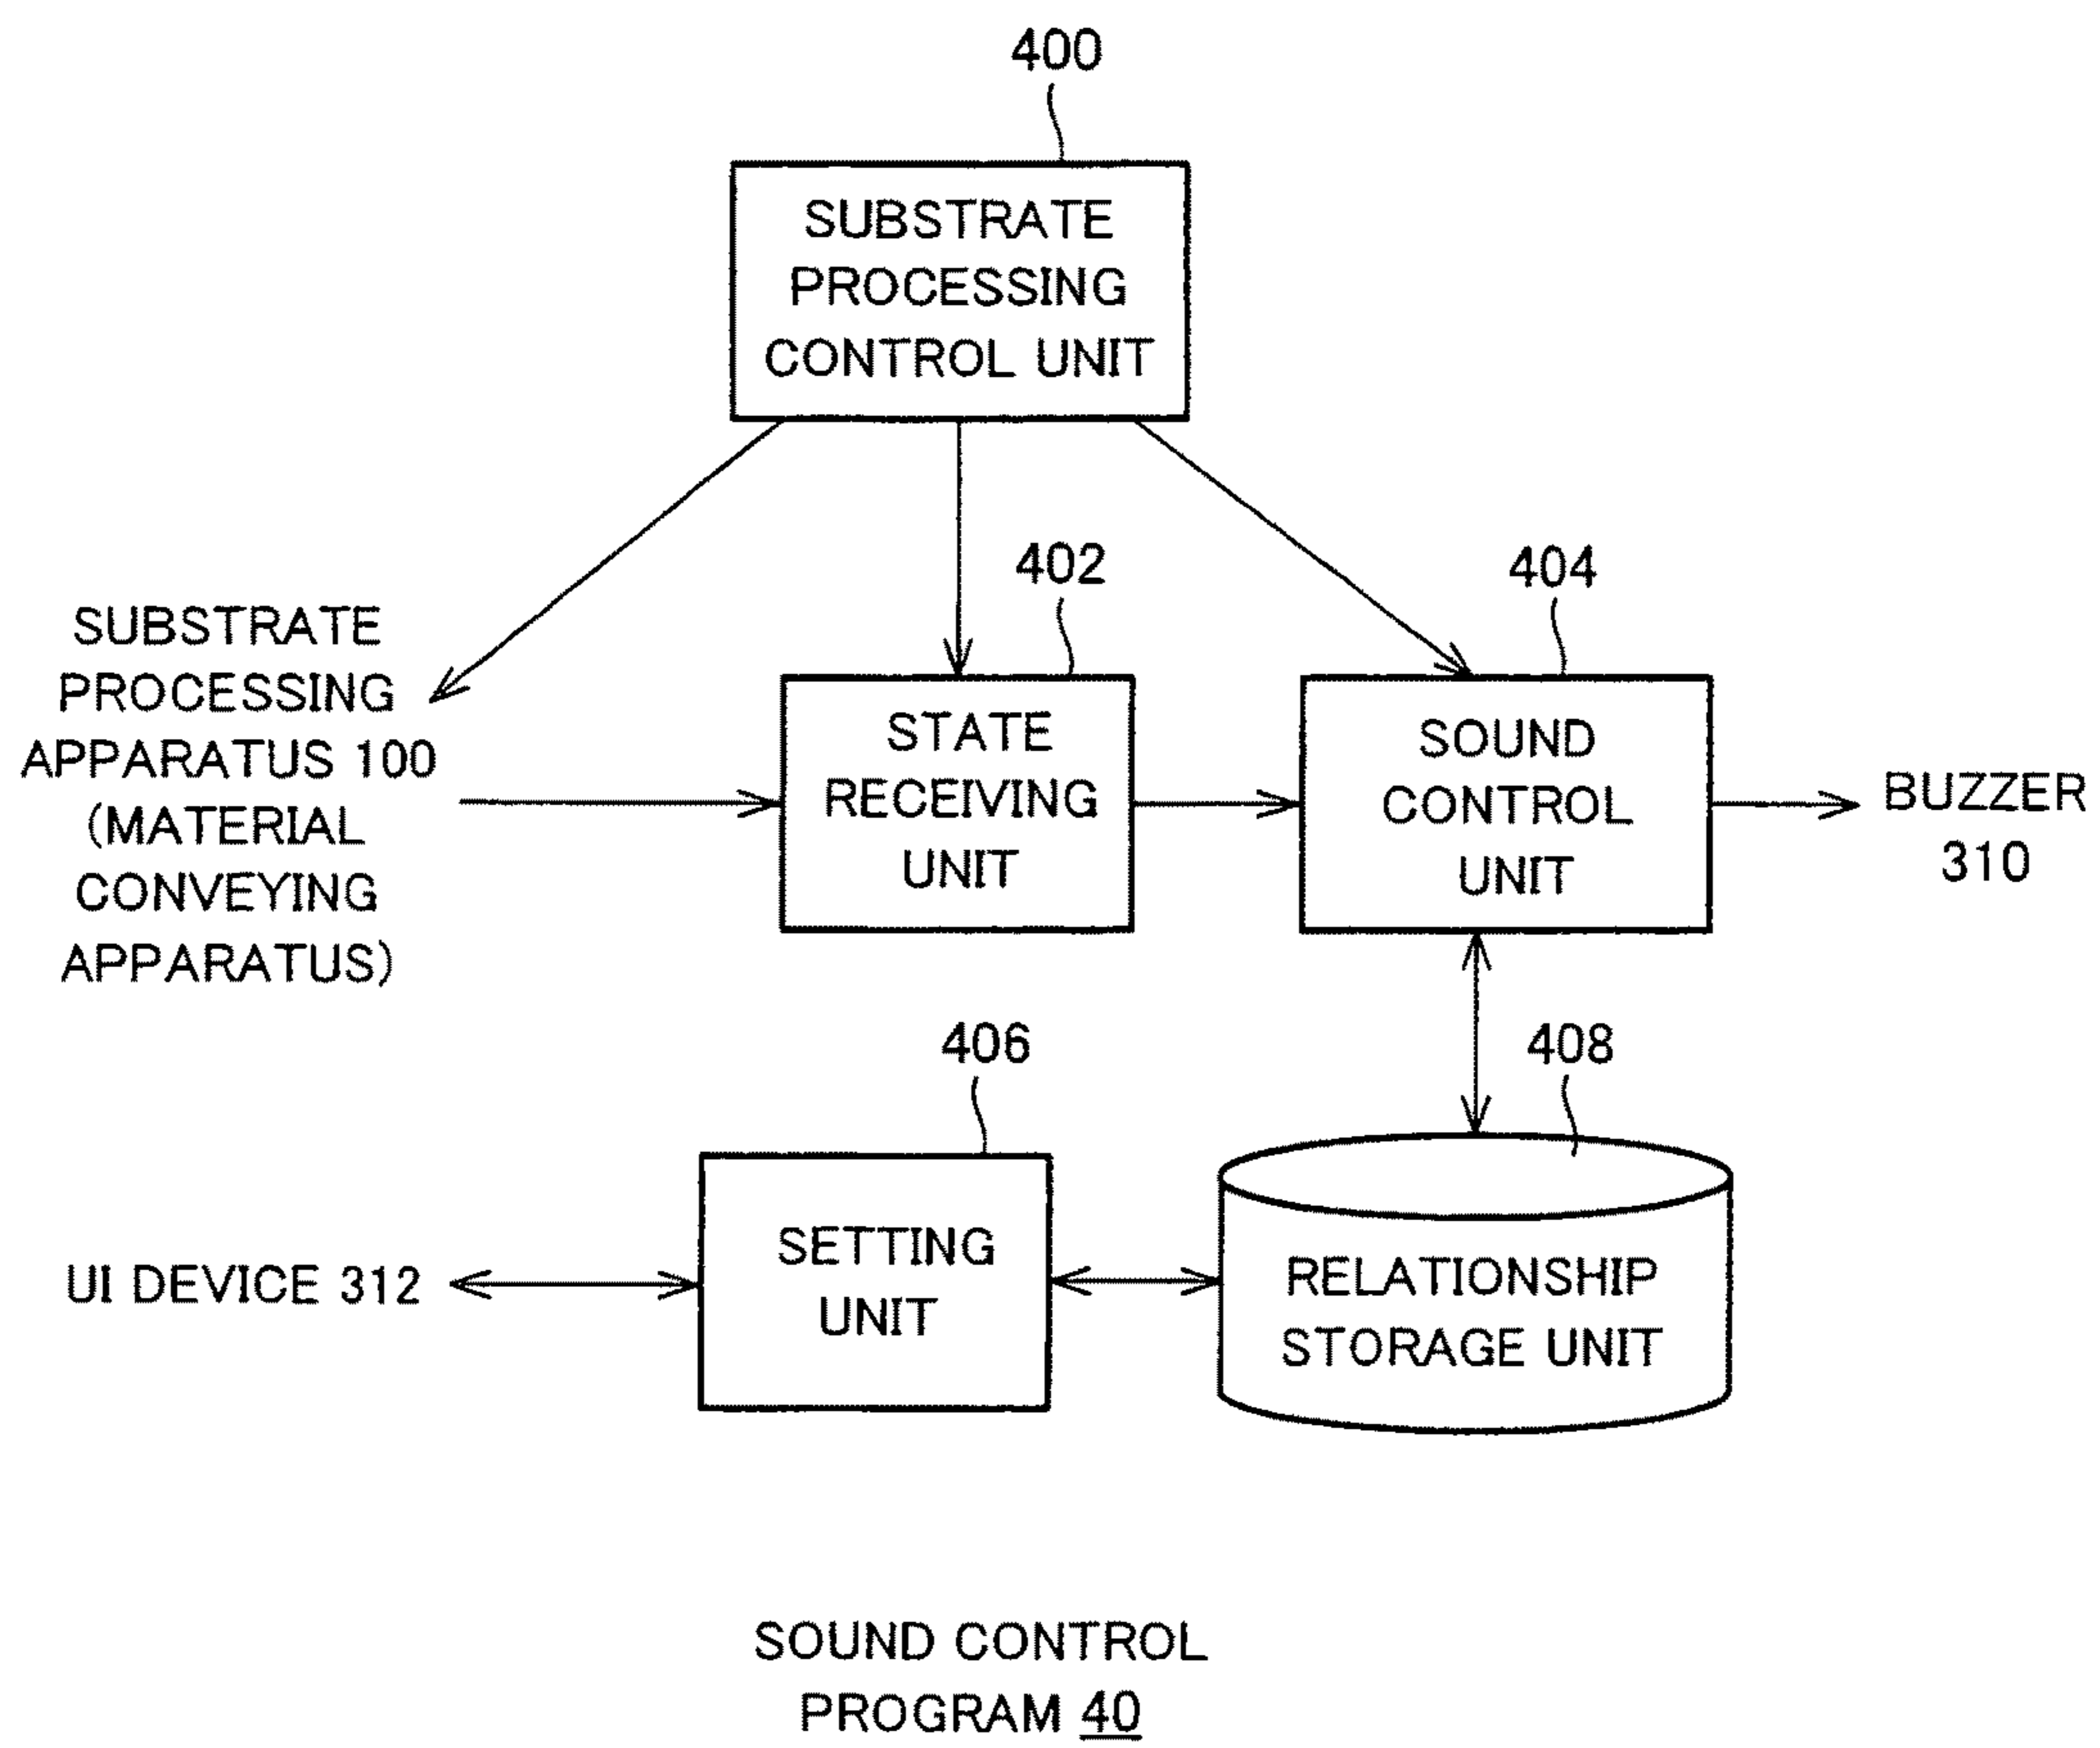 400
SUBSTRATE
PROCESSING
CONTROL UNIT
402
404
SUBSTRATE
PROCESSING
APPARATUS 100
(MATERIAL
CONVEYING
APPARATUS)
STATE
RECEIVING
UNIT
SOUND
CONTROL
UNIT
BUZZER
310
406
408
UI DEVICE 312
SETTING
UNIT
RELATIONSHIP
STORAGE UNIT
SOUND CONTROL
PROGRAM 40